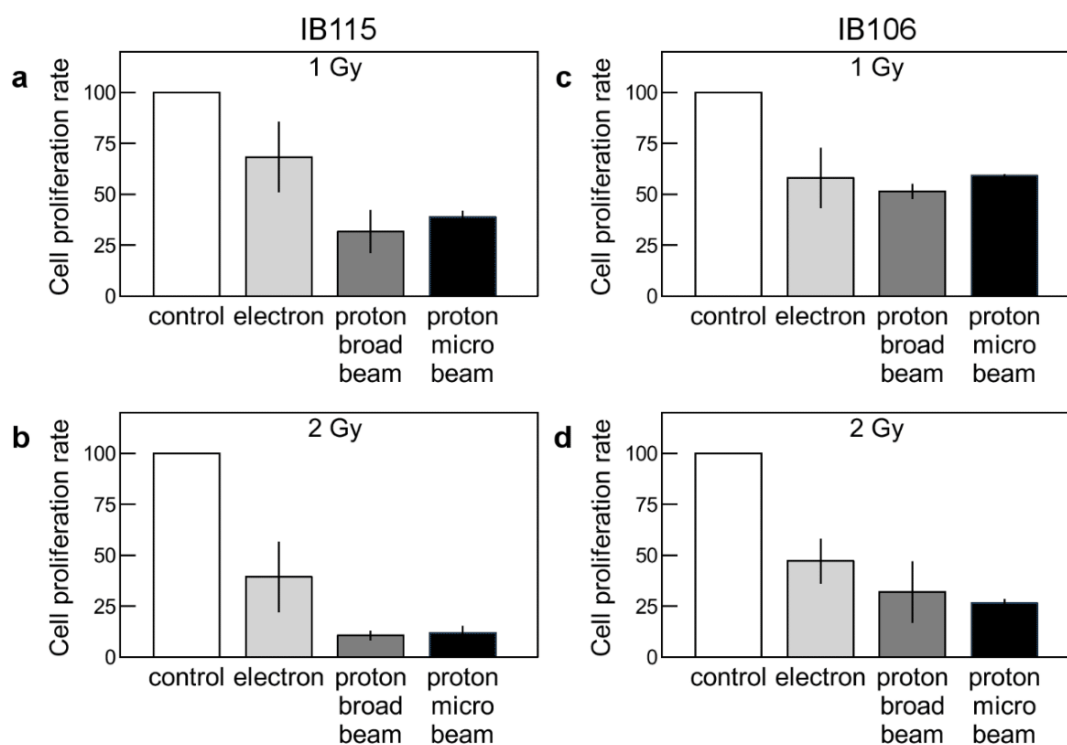 IB115
a
1 Gy
Cell proliferation rate
100
75
50
25
0
control electron proton proton
broad micro
beam beam
b
2 Gy
Cell proliferation rate
100
75
50
25
0
control electron proton proton
broad micro
beam beam
IB106
c
1 Gy
Cell proliferation rate
100
75
50
25
0
control electron proton proton
broad micro
beam beam
d
2 Gy
Cell proliferation rate
100
75
50
25
0
control electron proton proton
broad micro
beam beam